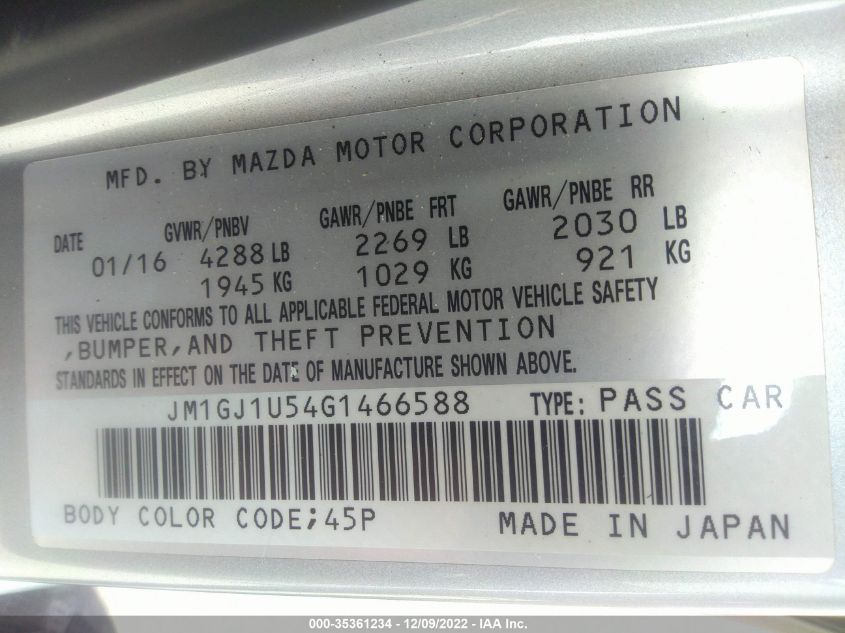 MFD. BY MAZDA MOTOR CORPORATION
DATE GVWR/PNBV GAWR/PNBE FRT GAWR/PNBE RR
01/16 4288 LB 2269 LB 2030 LB
1945 KG 1029 KG 921 KG
THIS VEHICLE CONFORMS TO ALL APPLICABLE FEDERAL MOTOR VEHICLE SAFETY
,BUMPER,AND THEFT PREVENTION
STANDARDS IN EFFECT ON THE DATE OF MANUFACTURE SHOWN ABOVE.
JM1GJ1U54G1466588 TYPE: PASS CAR
BODY COLOR CODE;45P MADE IN JAPAN
000-35361234 - 12/09/2022 - IAA Inc.